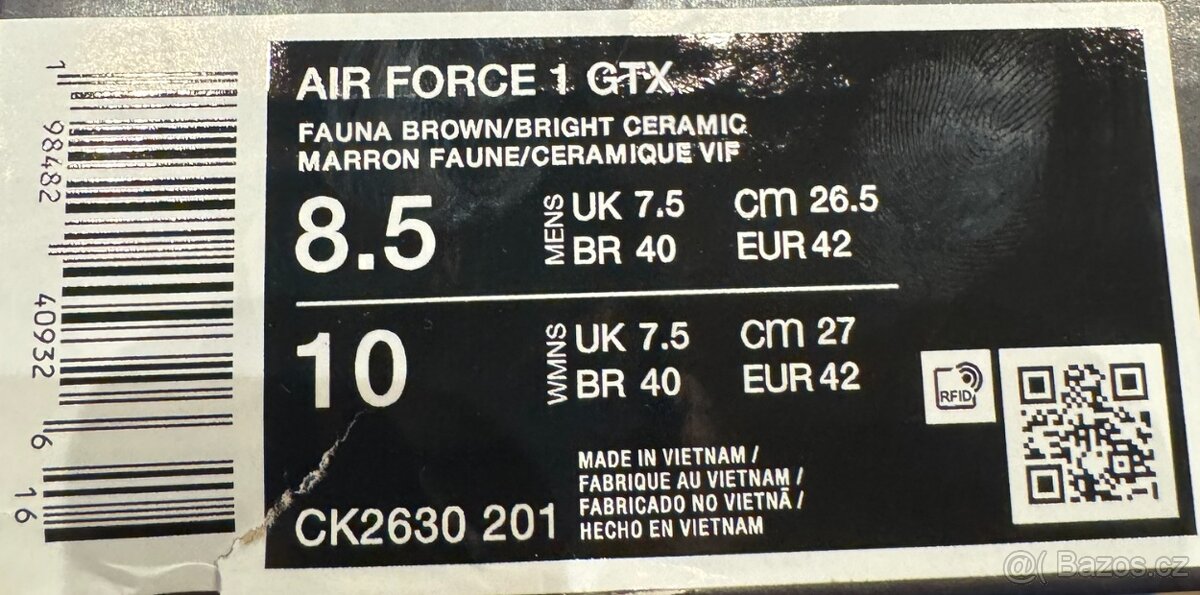 AIR FORCE 1 GTX
FAUNA BROWN/BRIGHT CERAMIC
MARRON FAUNE/CERAMIQUE VIF
8.5
MENS
UK 7.5 cm 26.5
BR 40 EUR 42
10
WMNS
UK 7.5 cm 27
BR 40 EUR 42
RFID
MADE IN VIETNAM /
FABRIQUE AU VIETNAM /
FABRICADO NO VIETNÃ /
HECHO EN VIETNAM
CK2630 201
1 98482 40932 6 16
@( Bazos.cz